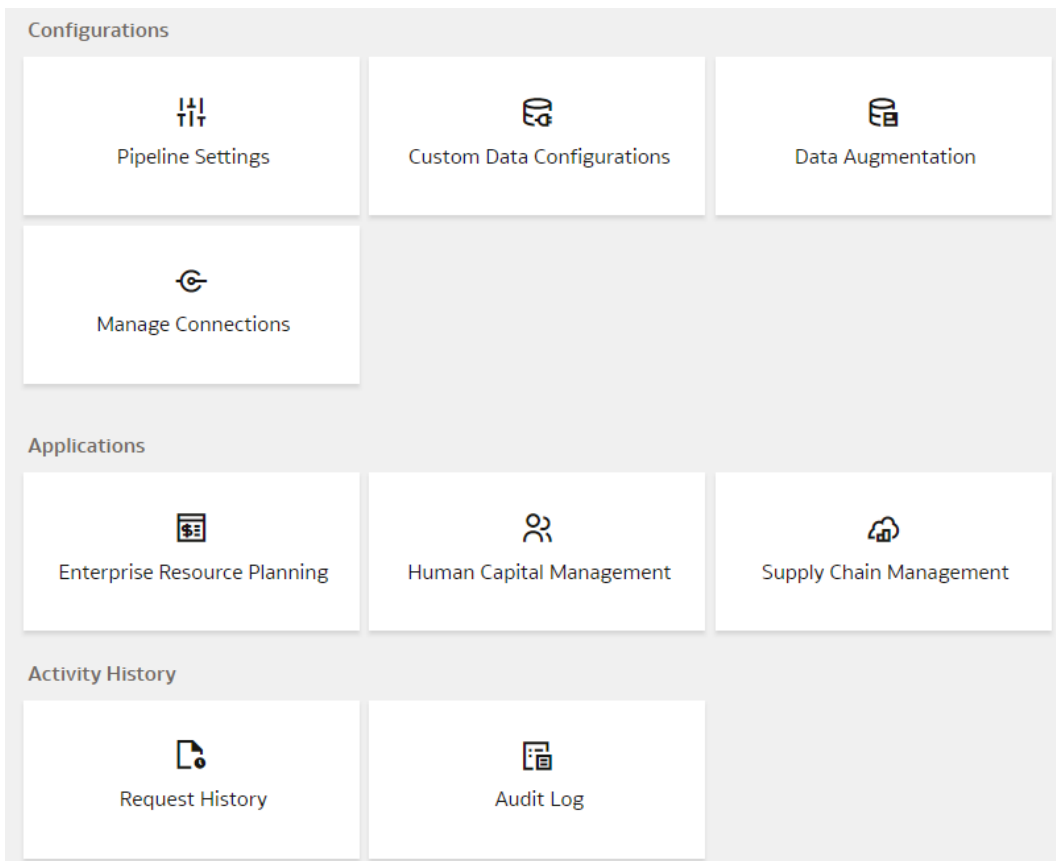 Configurations
Pipeline Settings
Custom Data Configurations
Data Augmentation
Manage Connections
Applications
Enterprise Resource Planning
Human Capital Management
Supply Chain Management
Activity History
Request History
Audit Log